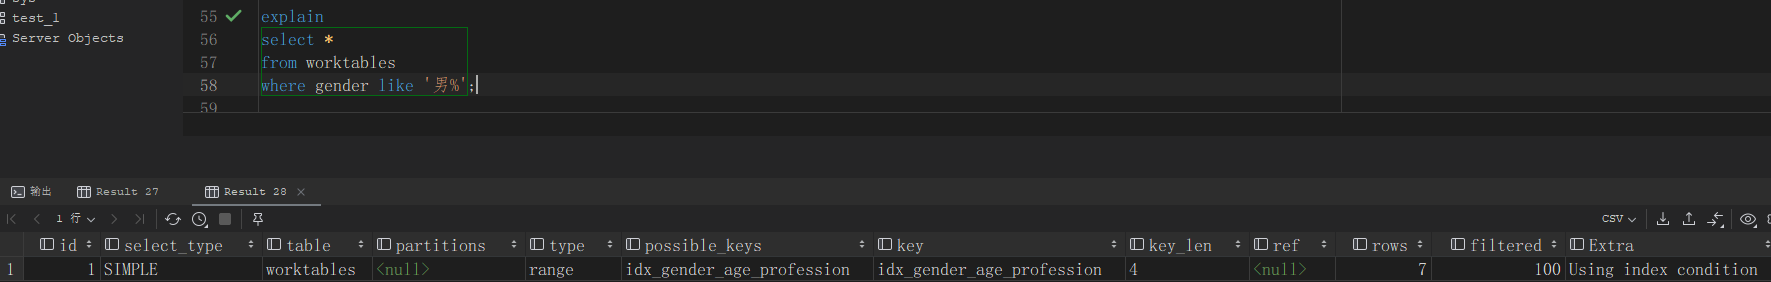 sys
test_l
Server Objects
55 explain
56 select *
57 from worktables
58 where gender like '男%';
59
输出 Result 27 Result 28
1 行 CSV
id select_type table partitions type possible_keys key key_len ref rows filtered Extra
1 1 SIMPLE worktables <null> range idx_gender_age_profession idx_gender_age_profession 4 <null> 7 100 Using index condition